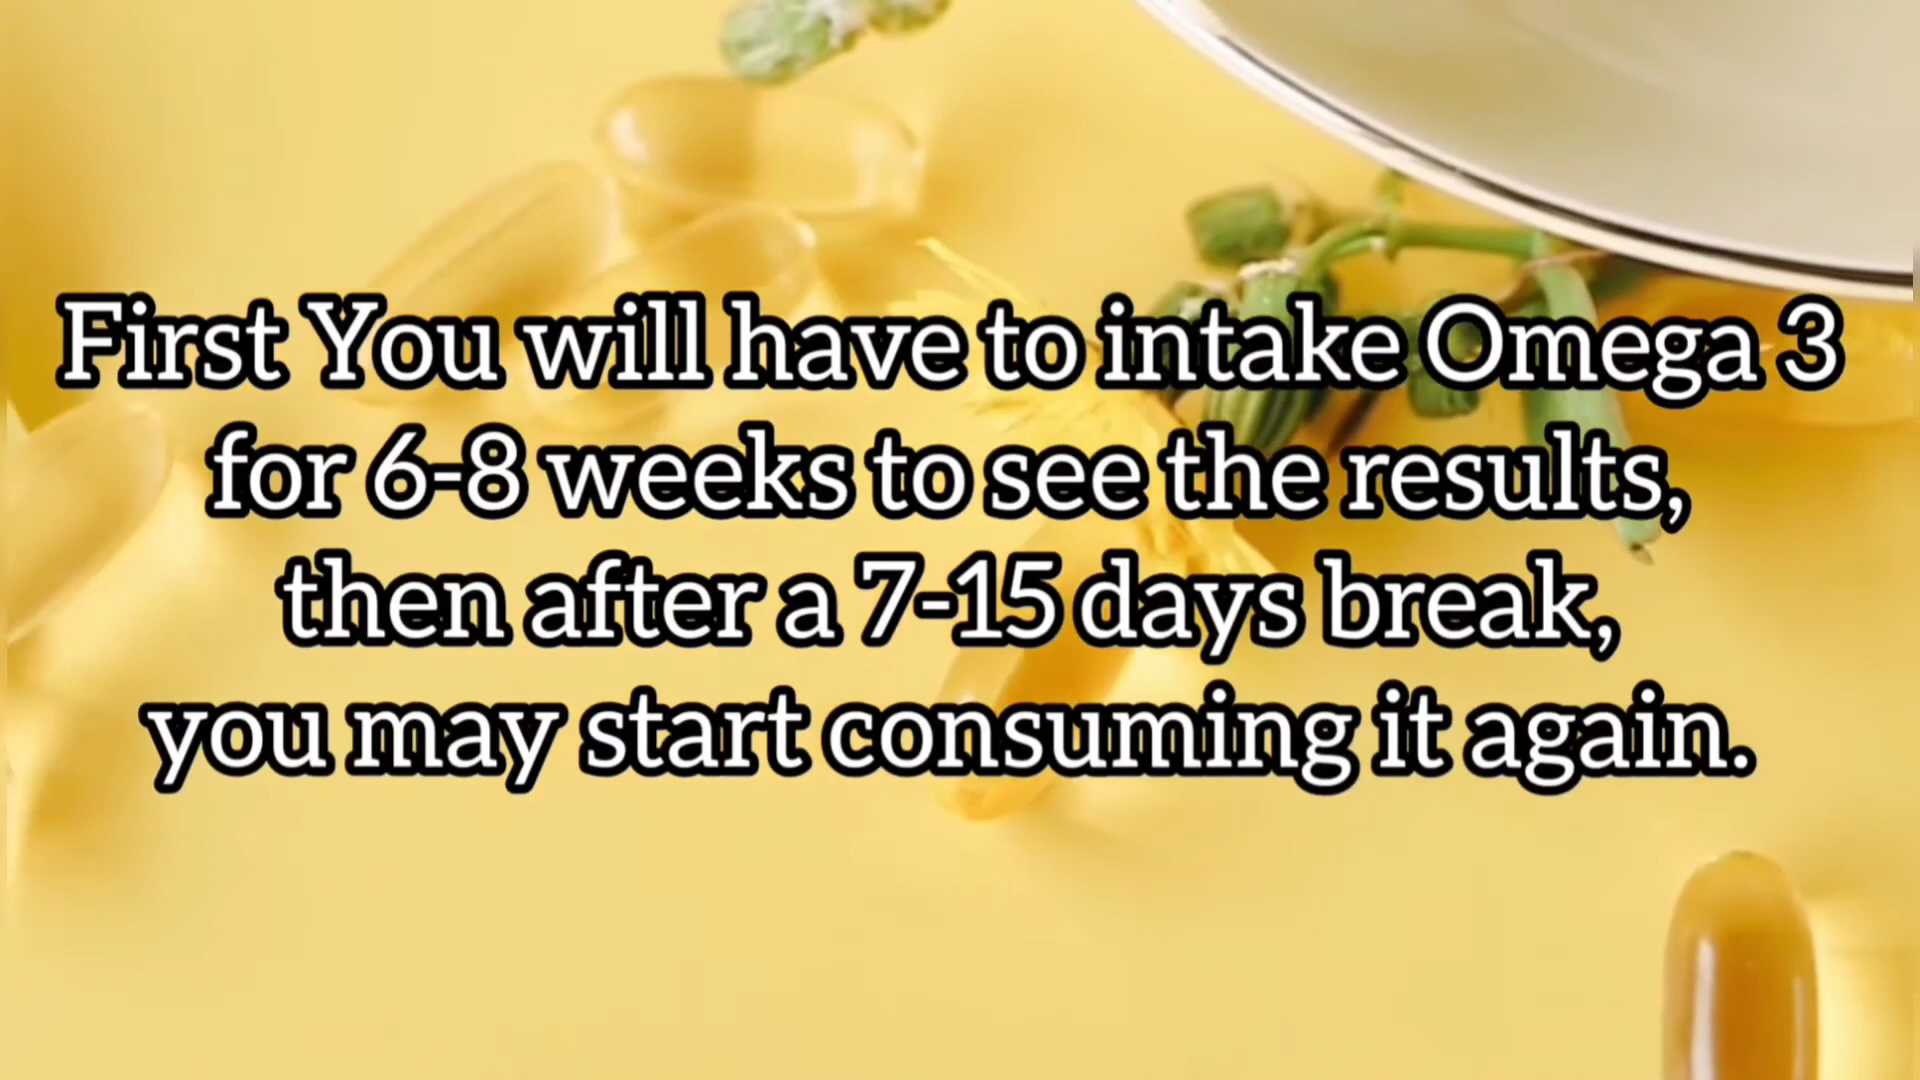 First You will have to intake Omega 3
for 6-8 weeks to see the results,
then after a 7-15 days break,
you may start consuming it again.